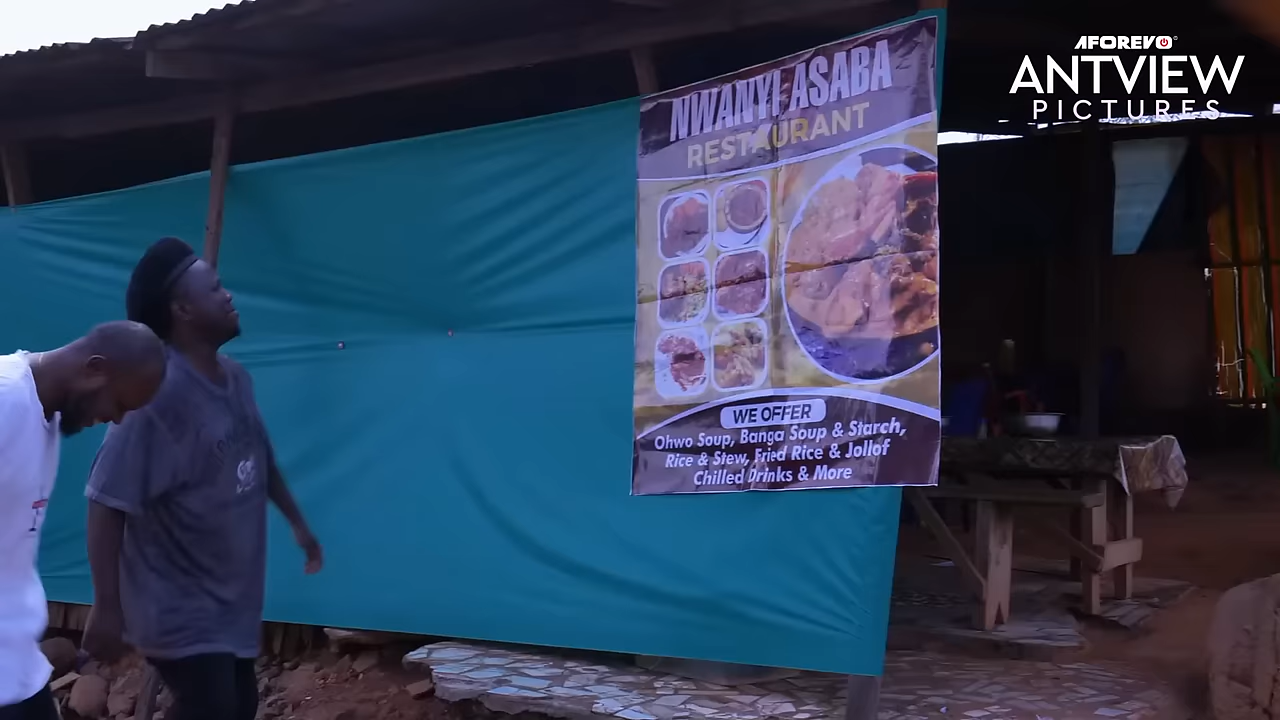 AFOREVO
ANTVIEW
PICTURES
NWANYI ASABA
RESTAURANT
WE OFFER
Ohwo Soup, Banga Soup & Starch,
Rice & Stew, Fried Rice & Jollof
Chilled Drinks & More